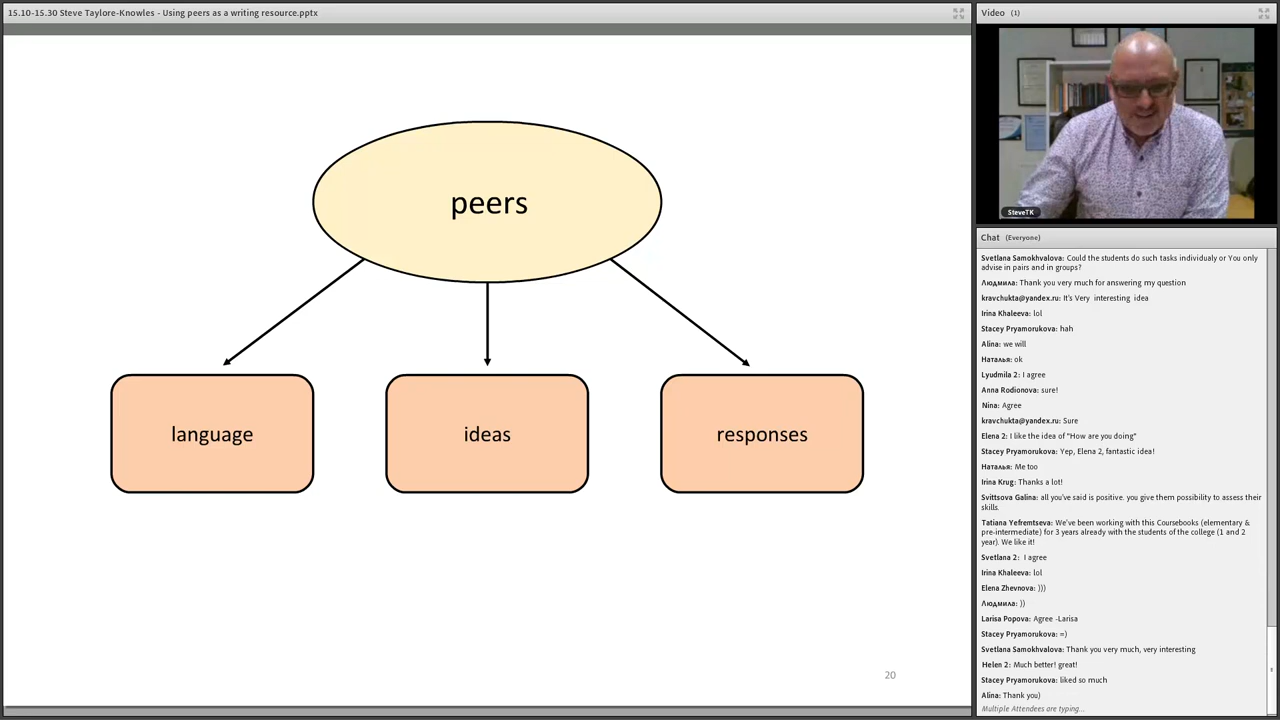 15.10-15.30 Steve Taylore-Knowles - Using peers as a writing resource.pptx
peers
language
ideas
responses
20
Video (1)
SteveTK
Chat (Everyone)
Svetlana Samokhvalova: Could the students do such tasks individualy or You only
advise in pairs and in groups?
Людмила: Thank you very much for answering my question
kravchukta@yandex.ru: It's Very interesting idea
Irina Khaleeva: lol
Stacey Pryamorukova: hah
Alina: we will
Наталья: ok
Lyudmila 2: I agree
Anna Rodionova: sure!
Nina: Agree
kravchukta@yandex.ru: Sure
Elena 2: I like the idea of "How are you doing"
Stacey Pryamorukova: Yep, Elena 2, fantastic idea!
Наталья: Me too
Irina Krug: Thanks a lot!
Svittsova Galina: all you've said is positive. you give them possibility to assess their
skills.
Tatiana Yefremtseva: We've been working with this Coursebooks (elementary &
pre-intermediate) for 3 years already with the students of the college (1 and 2
year). We like it!
Svetlana 2: I agree
Irina Khaleeva: lol
Elena Zhevnova: )))
Людмила: ))
Larisa Popova: Agree -Larisa
Stacey Pryamorukova: =)
Svetlana Samokhvalova: Thank you very much, very interesting
Helen 2: Much better! great!
Stacey Pryamorukova: liked so much
Alina: Thank you)
Multiple Attendees are typing...